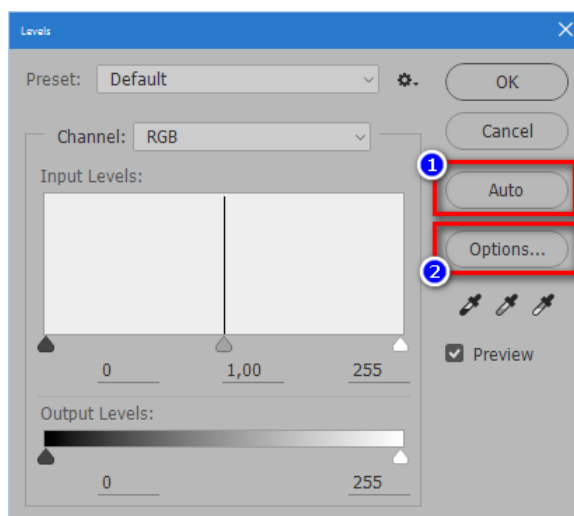 Levels
Preset: Default
OK
Channel: RGB
Cancel
1
Input Levels:
Auto
Options...
2
Preview
0 1,00 255
Output Levels:
0 255